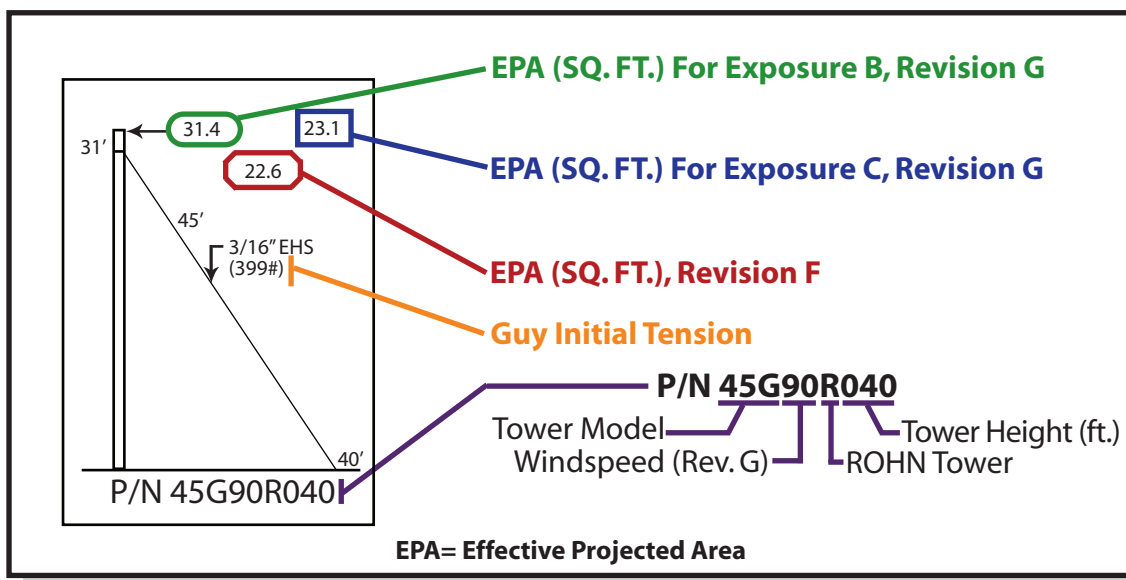 EPA (SQ. FT.) For Exposure B, Revision G
31.4
23.1
31’
22.6
EPA (SQ. FT.) For Exposure C, Revision G
45’
3/16” EHS
(399#)
EPA (SQ. FT.), Revision F
Guy Initial Tension
P/N 45G90R040
Tower Model
Tower Height (ft.)
Windspeed (Rev. G)
ROHN Tower
40’
P/N 45G90R040
EPA= Effective Projected Area